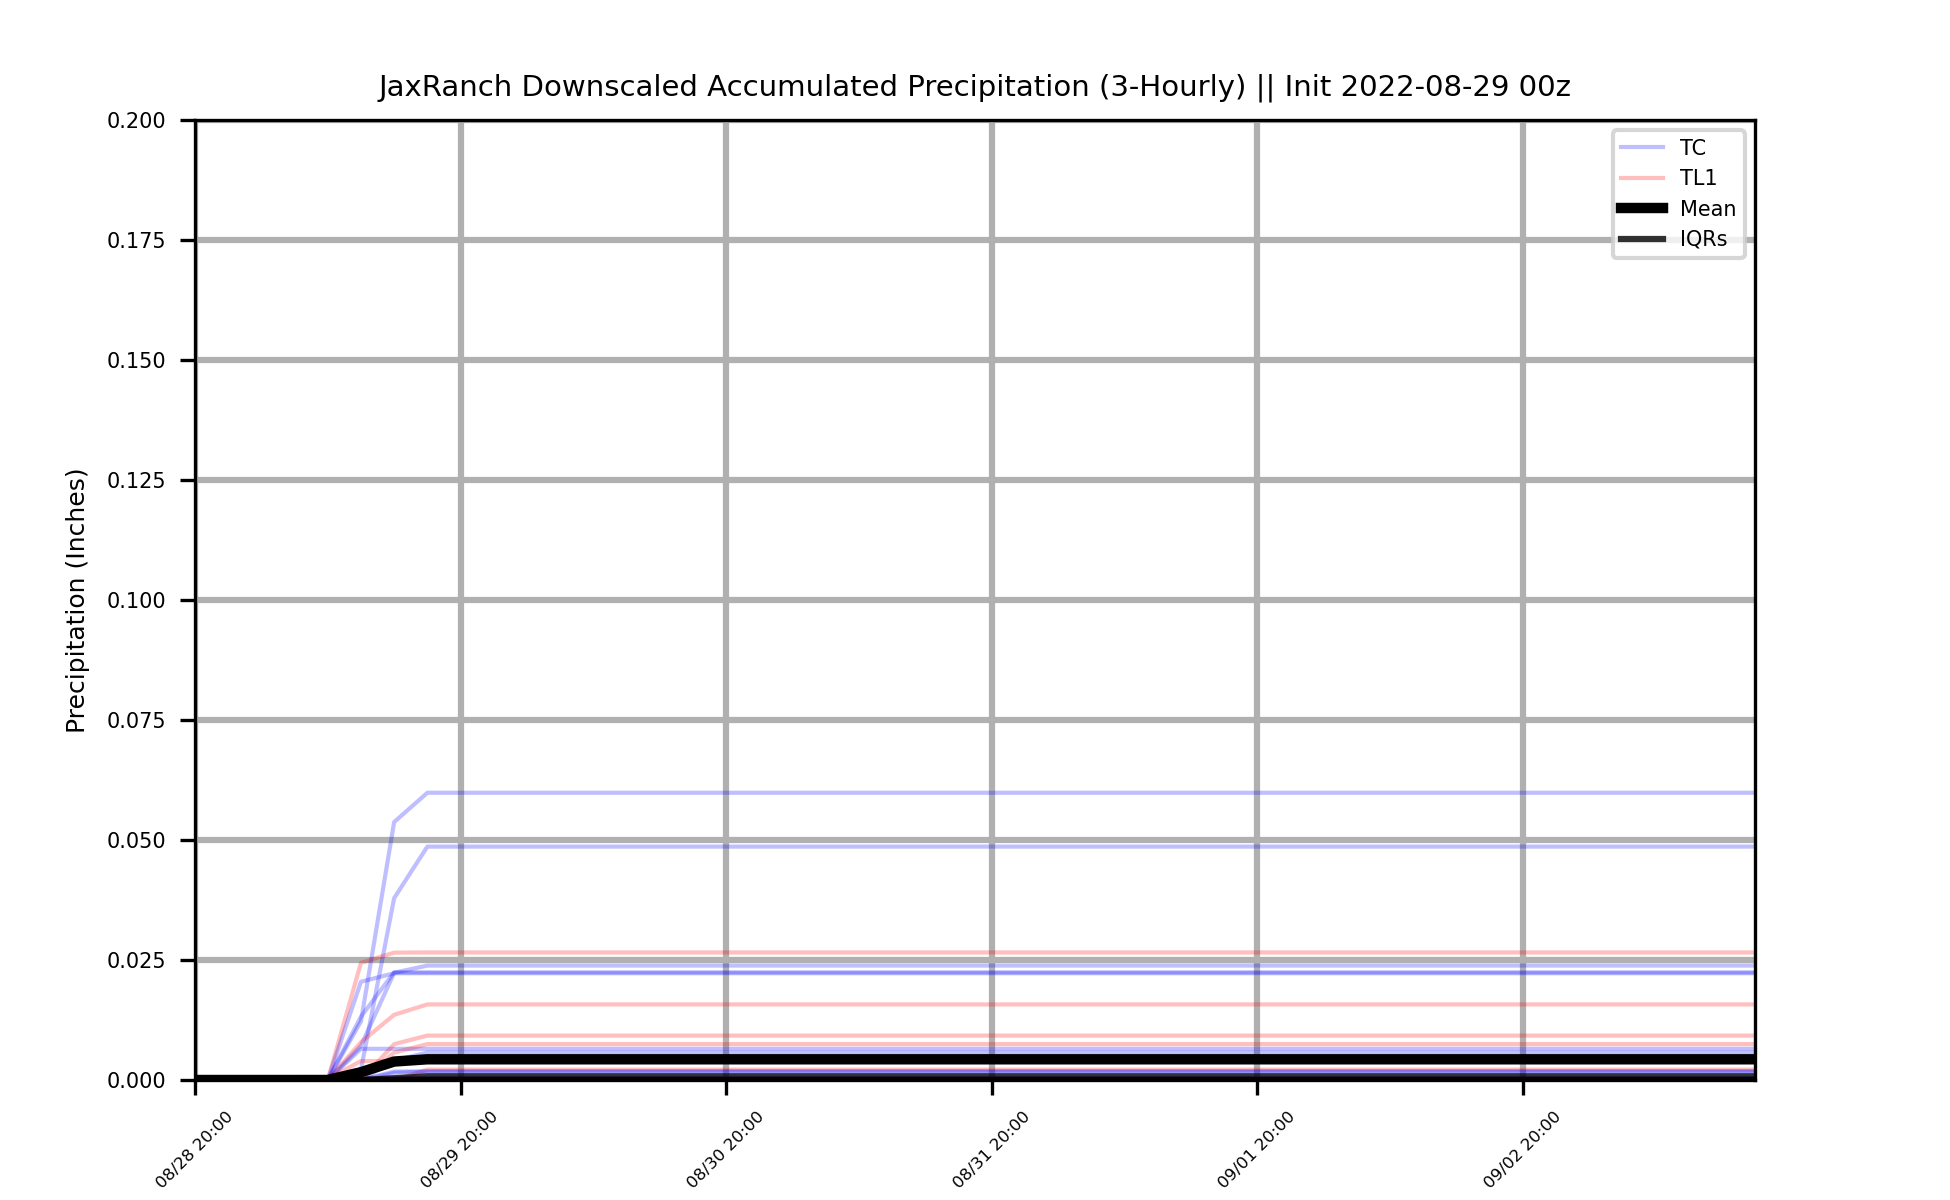 JaxRanch Downscaled Accumulated Precipitation (3-Hourly) || Init 2022-08-29 00z
TC
TL1
Mean
IQRs
Precipitation (Inches)
0.200
0.175
0.150
0.125
0.100
0.075
0.050
0.025
0.000
08/28 20:00
08/29 20:00
08/30 20:00
08/31 20:00
09/01 20:00
09/02 20:00